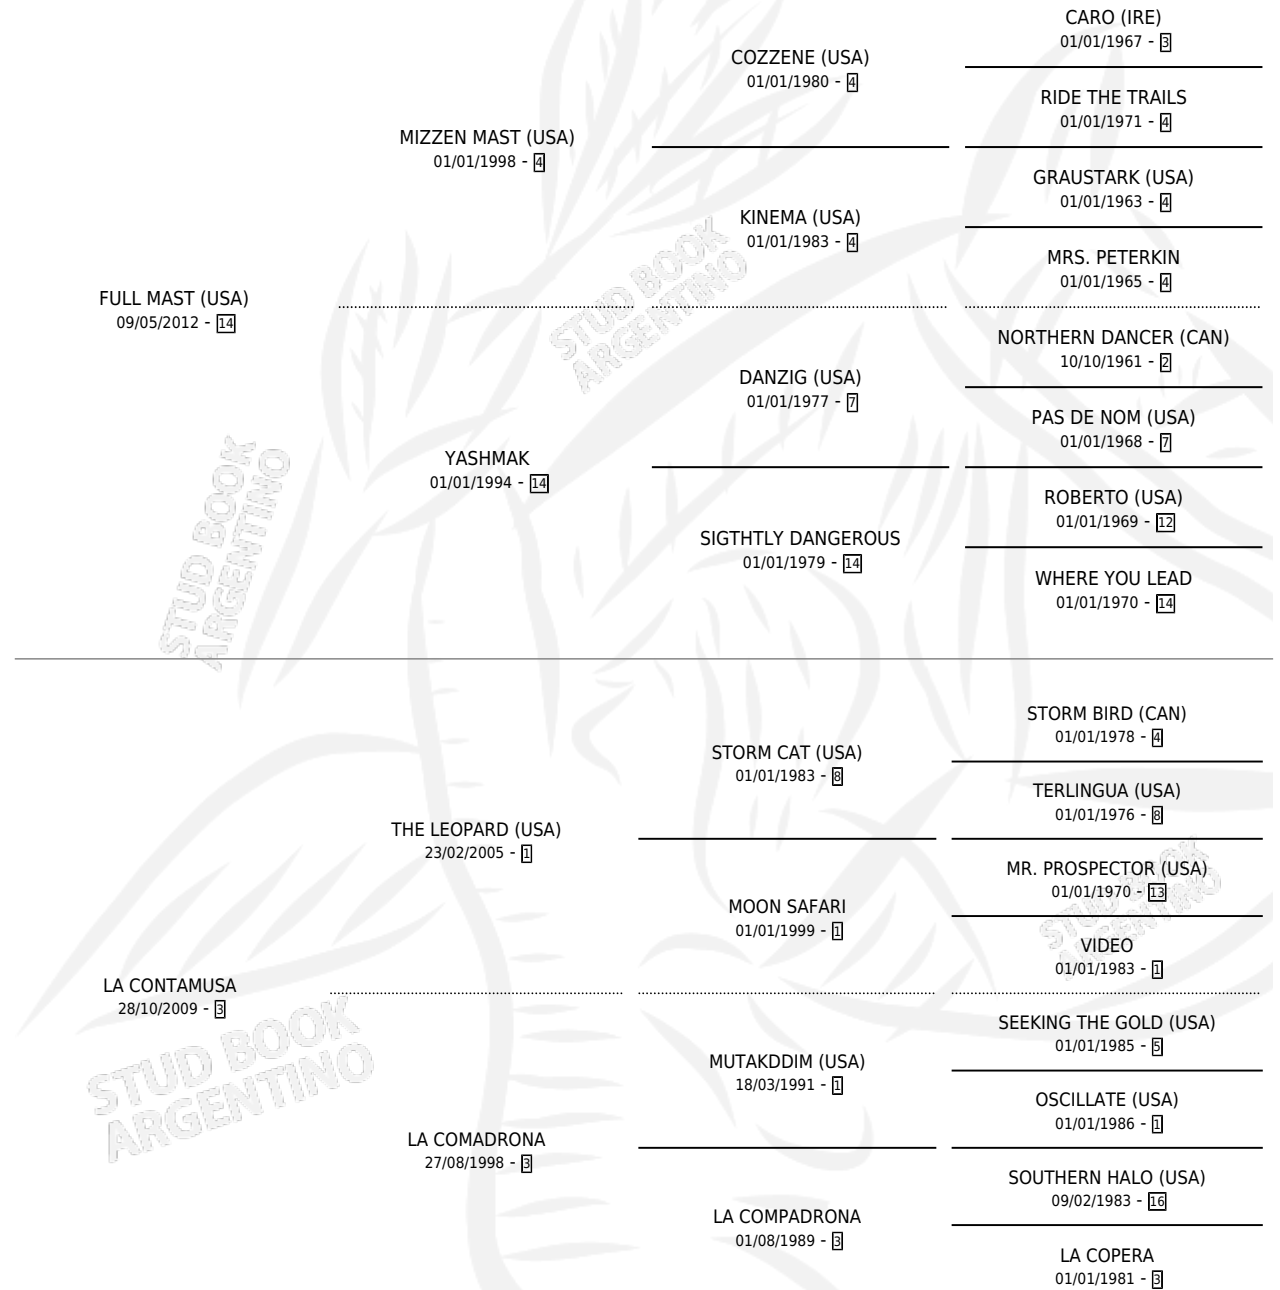 CARO (IRE)
01/01/1967 - 3
COZZENE (USA)
01/01/1980 - 4
RIDE THE TRAILS
01/01/1971 - 4
MIZZEN MAST (USA)
01/01/1998 - 4
GRAUSTARK (USA)
01/01/1963 - 4
KINEMA (USA)
01/01/1983 - 4
MRS. PETERKIN
01/01/1965 - 4
FULL MAST (USA)
09/05/2012 - 14
NORTHERN DANCER (CAN)
10/10/1961 - 2
DANZIG (USA)
01/01/1977 - 7
PAS DE NOM (USA)
01/01/1968 - 7
YASHMAK
01/01/1994 - 14
ROBERTO (USA)
01/01/1969 - 12
SIGTHTLY DANGEROUS
01/01/1979 - 14
WHERE YOU LEAD
01/01/1970 - 14
STORM BIRD (CAN)
01/01/1978 - 4
STORM CAT (USA)
01/01/1983 - 8
TERLINGUA (USA)
01/01/1976 - 8
THE LEOPARD (USA)
23/02/2005 - 1
MR. PROSPECTOR (USA)
01/01/1970 - 13
MOON SAFARI
01/01/1999 - 1
VIDEO
01/01/1983 - 1
LA CONTAMUSA
28/10/2009 - 3
SEEKING THE GOLD (USA)
01/01/1985 - 5
MUTAKDDIM (USA)
18/03/1991 - 1
OSCILLATE (USA)
01/01/1986 - 1
LA COMADRONA
27/08/1998 - 3
SOUTHERN HALO (USA)
09/02/1983 - 16
LA COMPADRONA
01/08/1989 - 3
LA COPERA
01/01/1981 - 3
STUD BOOK
ARGENTINO
STUD BOOK
ARGENTINO
STUD BOOK
ARGENTINO
STUD BOOK
ARGENTINO